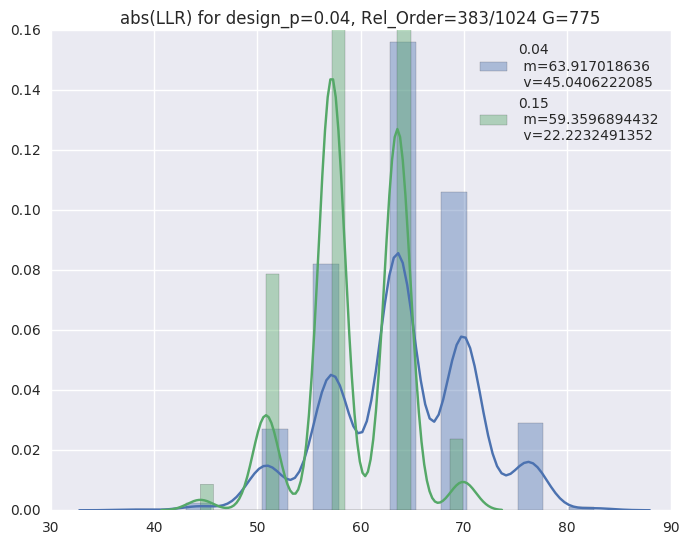 abs(LLR) for design_p=0.04, Rel_Order=383/1024 G=775
0.04
m=63.917018636
v=45.0406222085
0.15
m=59.3596894432
v=22.2232491352
0.16
0.14
0.12
0.10
0.08
0.06
0.04
0.02
0.00
30 40 50 60 70 80 90